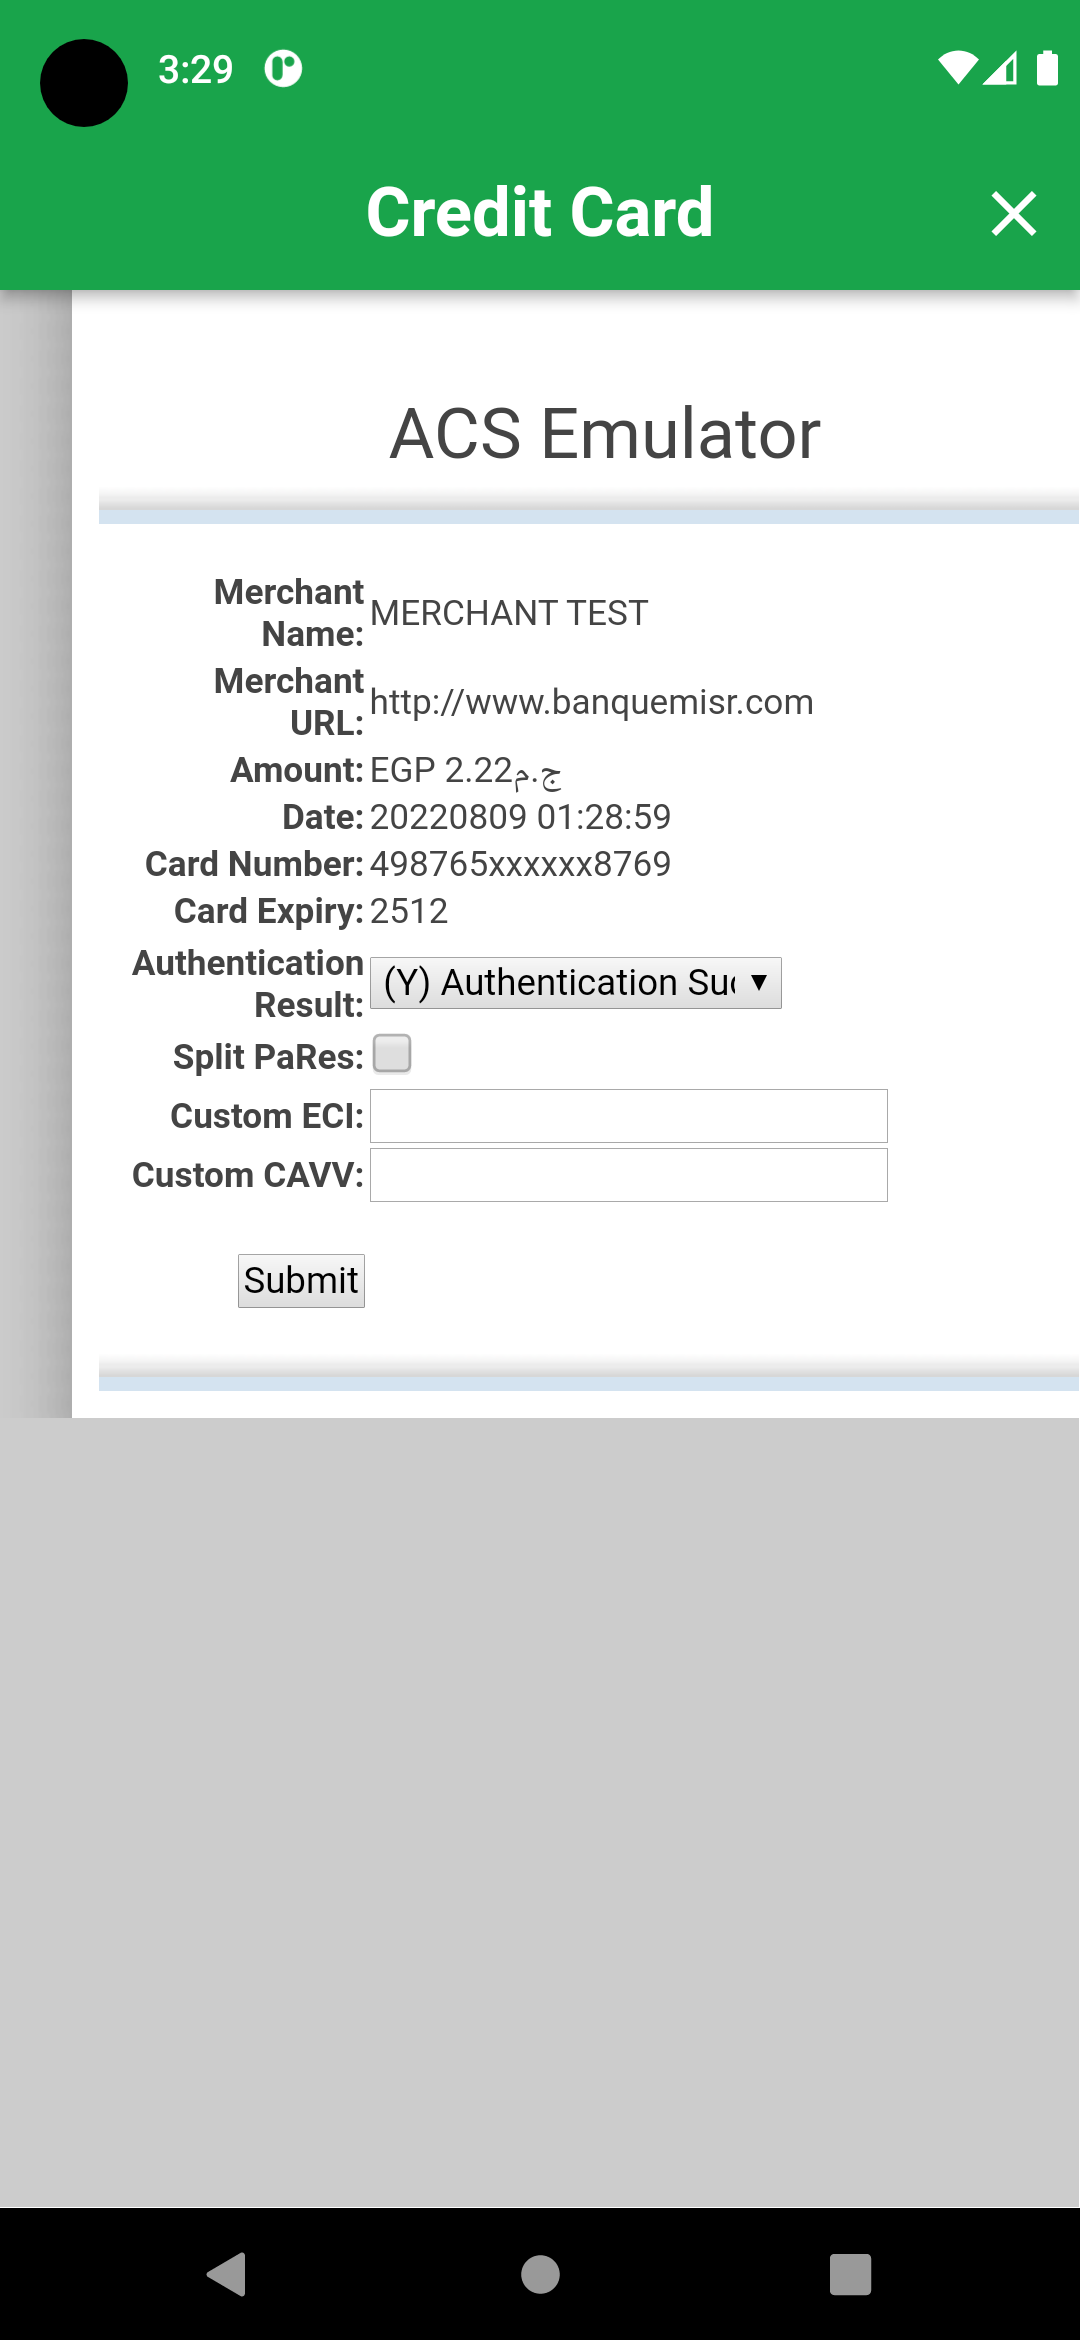 3:29
Credit Card
ACS Emulator
Merchant
Name: MERCHANT TEST
Merchant
URL: http://www.banquemisr.com
Amount: EGP 2.22ج.م
Date: 20220809 01:28:59
Card Number: 498765xxxxxx8769
Card Expiry: 2512
Authentication
Result: (Y) Authentication Suc
Split PaRes:
Custom ECI:
Custom CAVV:
Submit